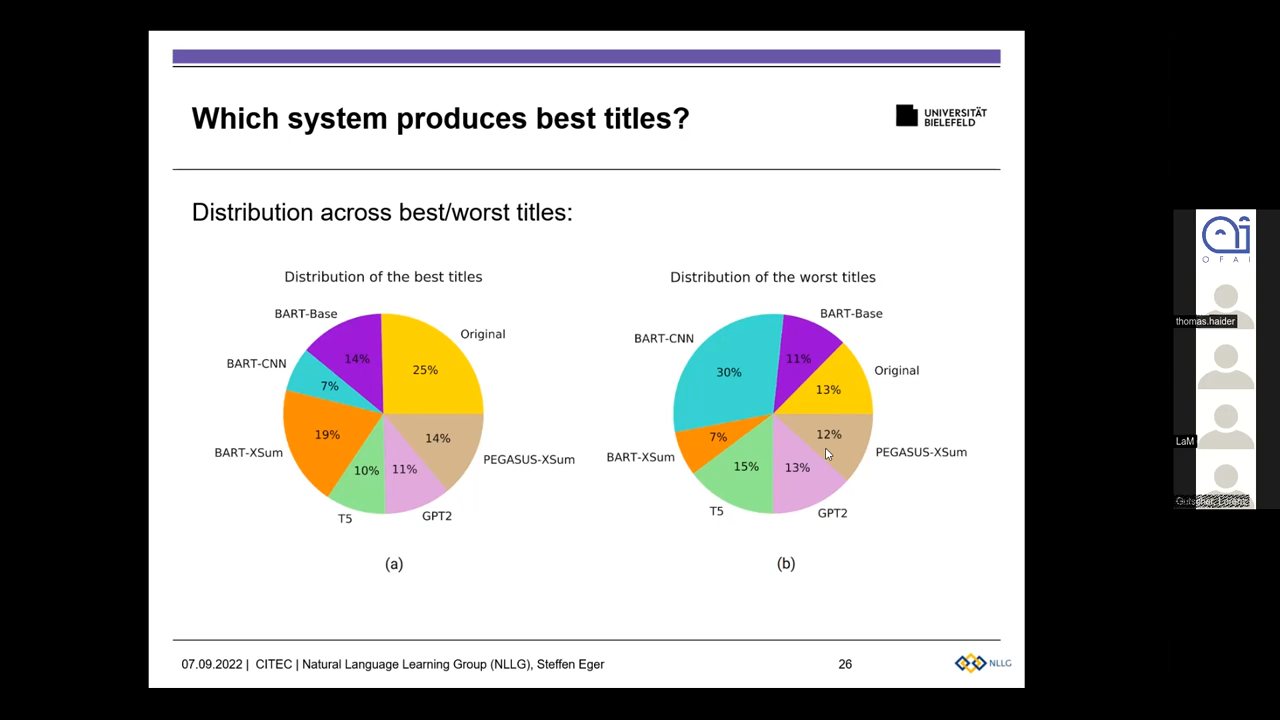 Which system produces best titles?
UNIVERSITÄT
BIELEFELD
Distribution across best/worst titles:
Distribution of the best titles
BART-Base
Original
BART-CNN
14%
25%
7%
19%
14%
BART-XSum
PEGASUS-XSum
10%
11%
T5
GPT2
(a)
Distribution of the worst titles
BART-Base
BART-CNN
11%
Original
30%
13%
7%
12%
BART-XSum
PEGASUS-XSum
15%
13%
T5
GPT2
(b)
07.09.2022 | CITEC | Natural Language Learning Group (NLLG), Steffen Eger
26
NLLG
OFAI
thomas.haider
LaM